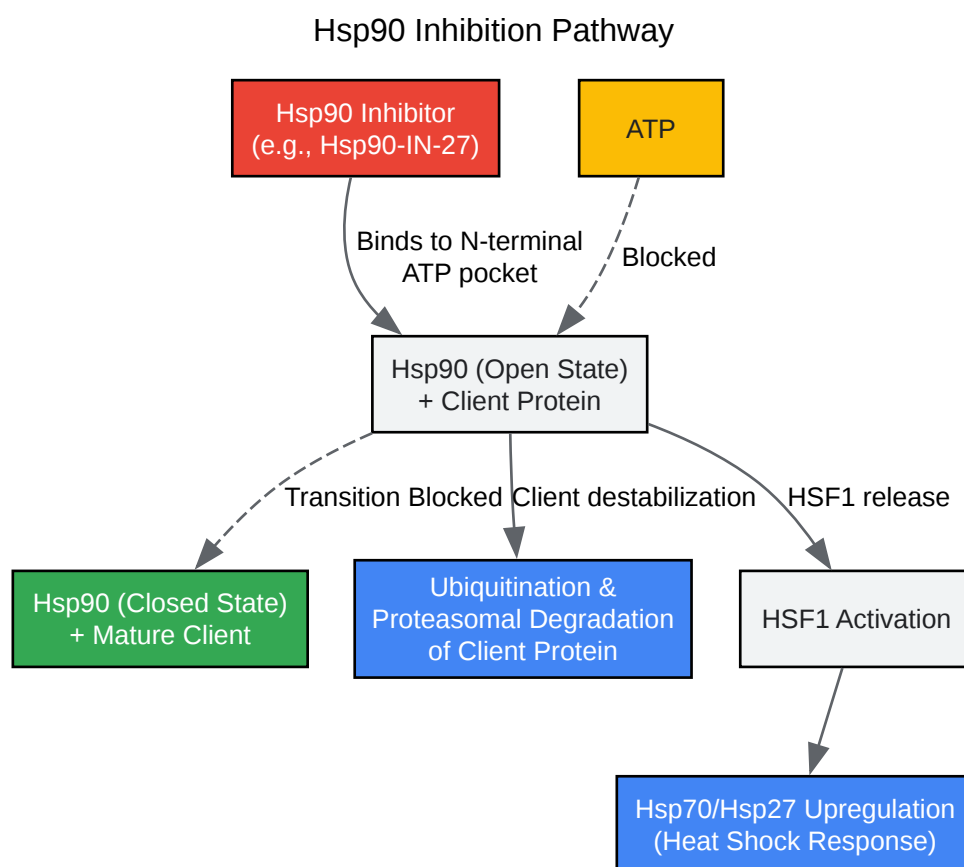 Hsp90 Inhibition Pathway
Hsp90 Inhibitor
(e.g., Hsp90-IN-27)
ATP
Binds to N-terminal
ATP pocket
Blocked
Hsp90 (Open State)
+ Client Protein
Transition Blocked
Client destabilization
HSF1 release
Hsp90 (Closed State)
+ Mature Client
Ubiquitination &
Proteasomal Degradation
of Client Protein
HSF1 Activation
Hsp70/Hsp27 Upregulation
(Heat Shock Response)